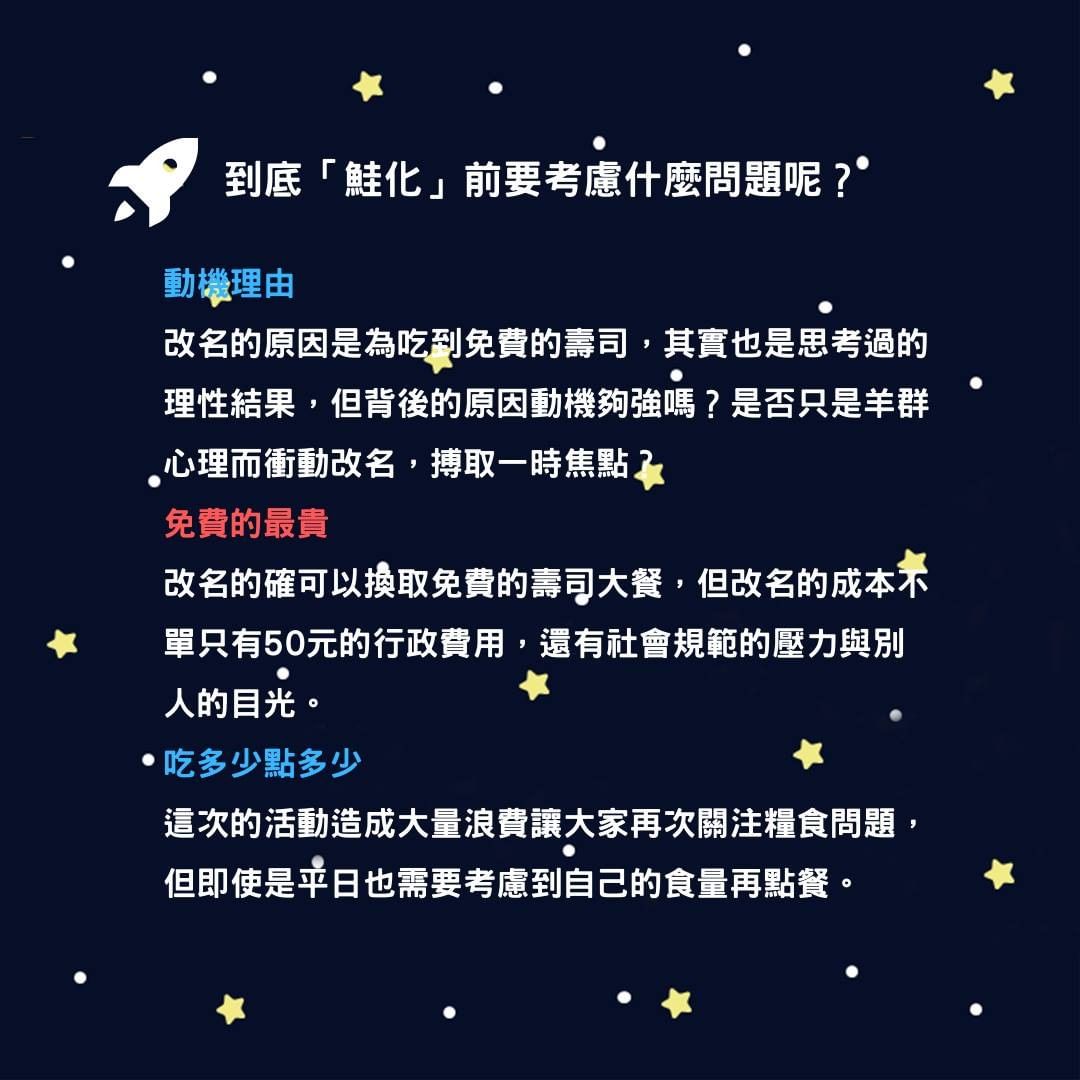 到底「鮭化」前要考慮什麼問題呢？
動機理由
改名的原因是為吃到免費的壽司，其實也是思考過的
理性結果，但背後的原因動機夠強嗎？是否只是羊群
心理而衝動改名，搏取一時焦點？
免費的最貴
改名的確可以換取免費的壽司大餐，但改名的成本不
單只有50元的行政費用，還有社會規範的壓力與別
人的目光。
吃多少點多少
這次的活動造成大量浪費讓大家再次關注糧食問題，
但即使是平日也需要考慮到自己的食量再點餐。